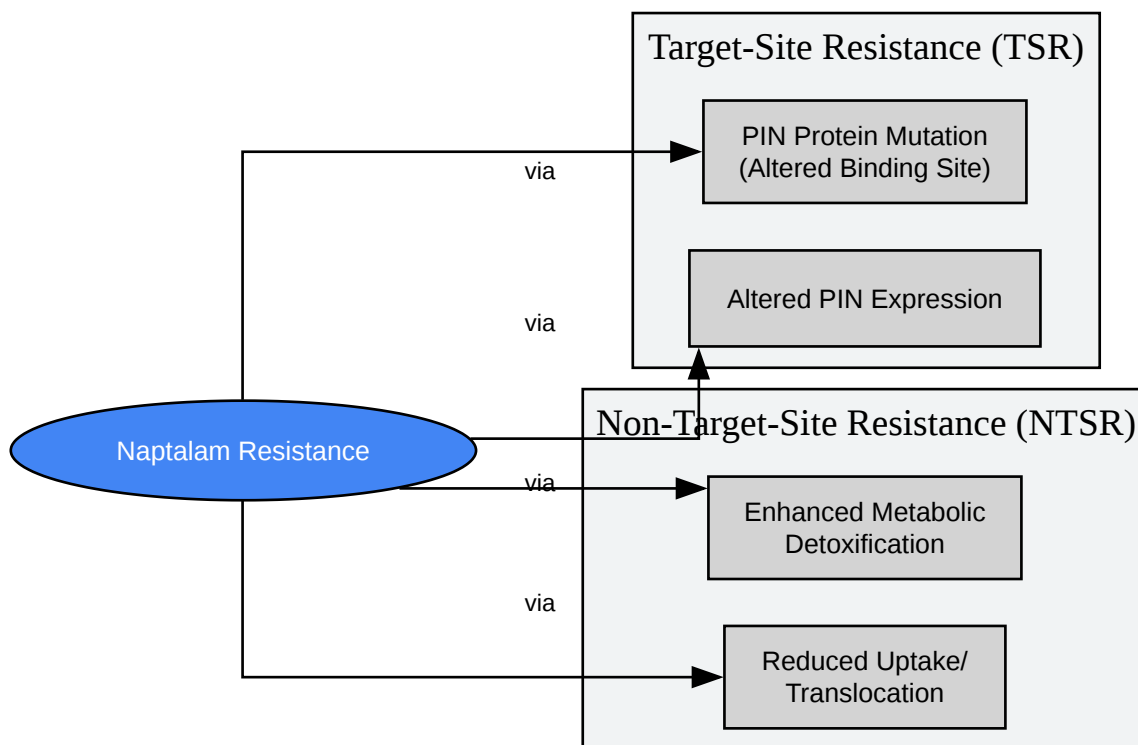 Target-Site Resistance (TSR)
PIN Protein Mutation
(Altered Binding Site)
via
Altered PIN Expression
via
Non-Target-Site Resistance (NTSR)
Naptalam Resistance
via
Enhanced Metabolic
Detoxification
via
Reduced Uptake/
Translocation